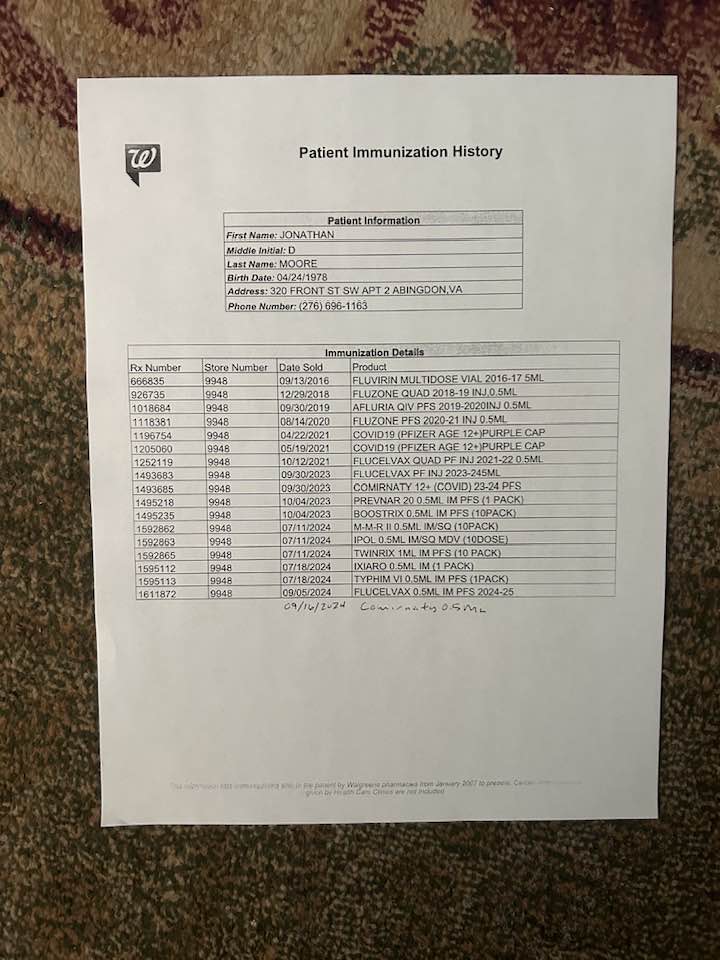 W
Patient Immunization History
Patient Information
First Name: JONATHAN
Middle Initial: D
Last Name: MOORE
Birth Date: 04/24/1978
Address: 320 FRONT ST SW APT 2 ABINGDON,VA
Phone Number: (276) 696-1163
Immunization Details
Rx Number Store Number Date Sold Product
666835 9948 09/13/2016 FLUVIRIN MULTIDOSE VIAL 2016-17 5ML
926735 9948 12/29/2018 FLUZONE QUAD 2018-19 INJ,0.5ML
1018684 9948 09/30/2019 AFLURIA QIV PFS 2019-2020INJ 0.5ML
1118381 9948 08/14/2020 FLUZONE PFS 2020-21 INJ 0.5ML
1196754 9948 04/22/2021 COVID19 (PFIZER AGE 12+)PURPLE CAP
1205060 9948 05/19/2021 COVID19 (PFIZER AGE 12+)PURPLE CAP
1252119 9948 10/12/2021 FLUCELVAX QUAD PF INJ 2021-22 0.5ML
1493683 9948 09/30/2023 FLUCELVAX PF INJ 2023-245ML
1493685 9948 09/30/2023 COMIRNATY 12+ (COVID) 23-24 PFS
1495218 9948 10/04/2023 PREVNAR 20 0.5ML IM PFS (1 PACK)
1495235 9948 10/04/2023 BOOSTRIX 0.5ML IM PFS (10PACK)
1592862 9948 07/11/2024 M-M-R II 0.5ML IM/SQ (10PACK)
1592863 9948 07/11/2024 IPOL 0.5ML IM/SQ MDV (10DOSE)
1592865 9948 07/11/2024 TWINRIX 1ML IM PFS (10 PACK)
1595112 9948 07/18/2024 IXIARO 0.5ML IM (1 PACK)
1595113 9948 07/18/2024 TYPHIM VI 0.5ML IM PFS (1PACK)
1611872 9948 09/05/2024 FLUCELVAX 0.5ML IM PFS 2024-25
09/16/2024 Comirnaty 0.5ML
to the patient by Walgreens pharmacies from January 2007 to present.
given by Health Care Clinics are not included